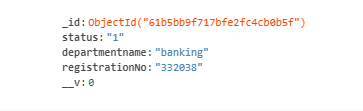 _id: ObjectId("61b5bb9f717bfe2fc4cb0b5f")
status: "1"
departmentname: "banking"
registrationNo: "332038"
__v: 0